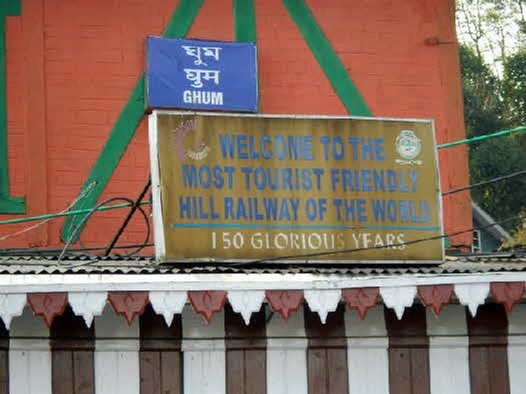 घुम
ঘুম
GHUM
WELCOME TO THE
MOST TOURIST FRIENDLY
HILL RAILWAY OF THE WORLD
150 GLORIOUS YEARS